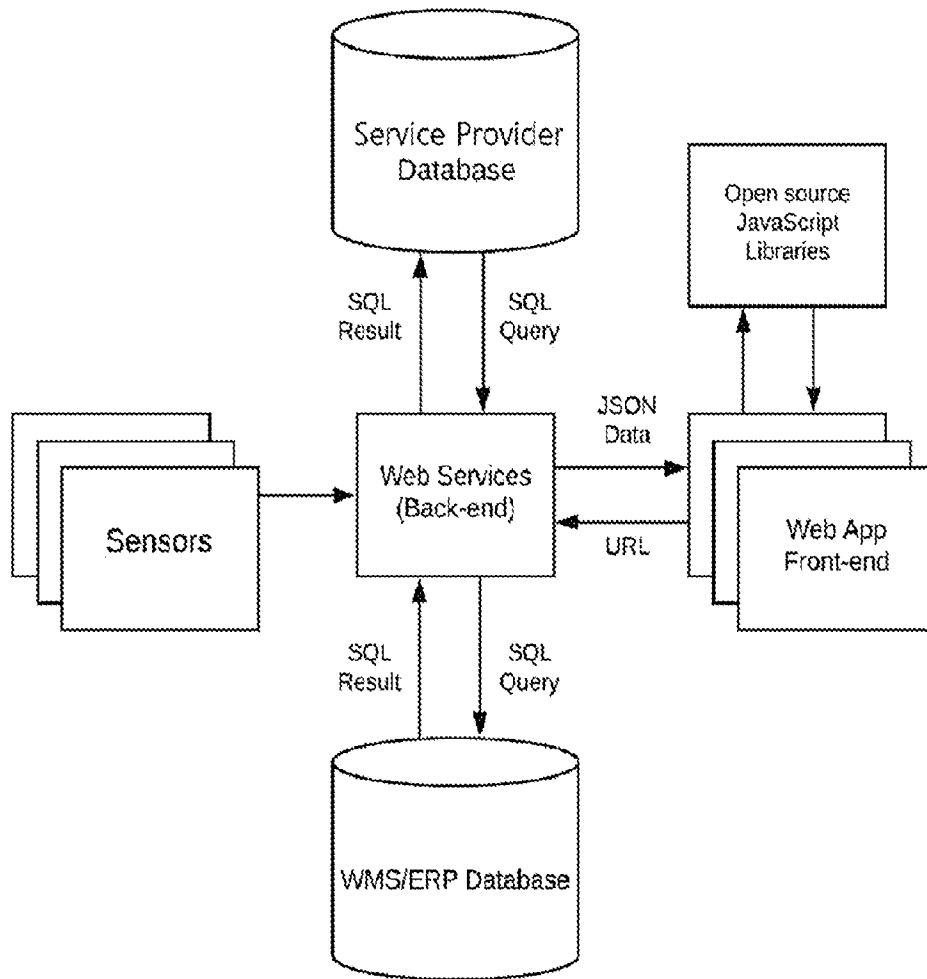 Service Provider
Database
Open source
JavaScript
Libraries
SQL
Result
SQL
Query
JSON
Data
Web Services
(Back-end)
Sensors
URL
Web App
Front-end
SQL
Result
SQL
Query
WMS/ERP Database